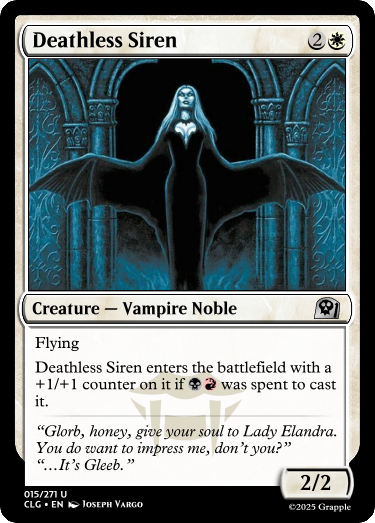 Deathless Siren 2
Creature — Vampire Noble
Flying
Deathless Siren enters the battlefield with a
+1/+1 counter on it if was spent to cast
it.
“Glorb, honey, give your soul to Lady Elandra.
You do want to impress me, don't you?”
“…It's Gleeb.”
2/2
015/271 U
CLG • EN Joseph Vargo
©2025 Grapple